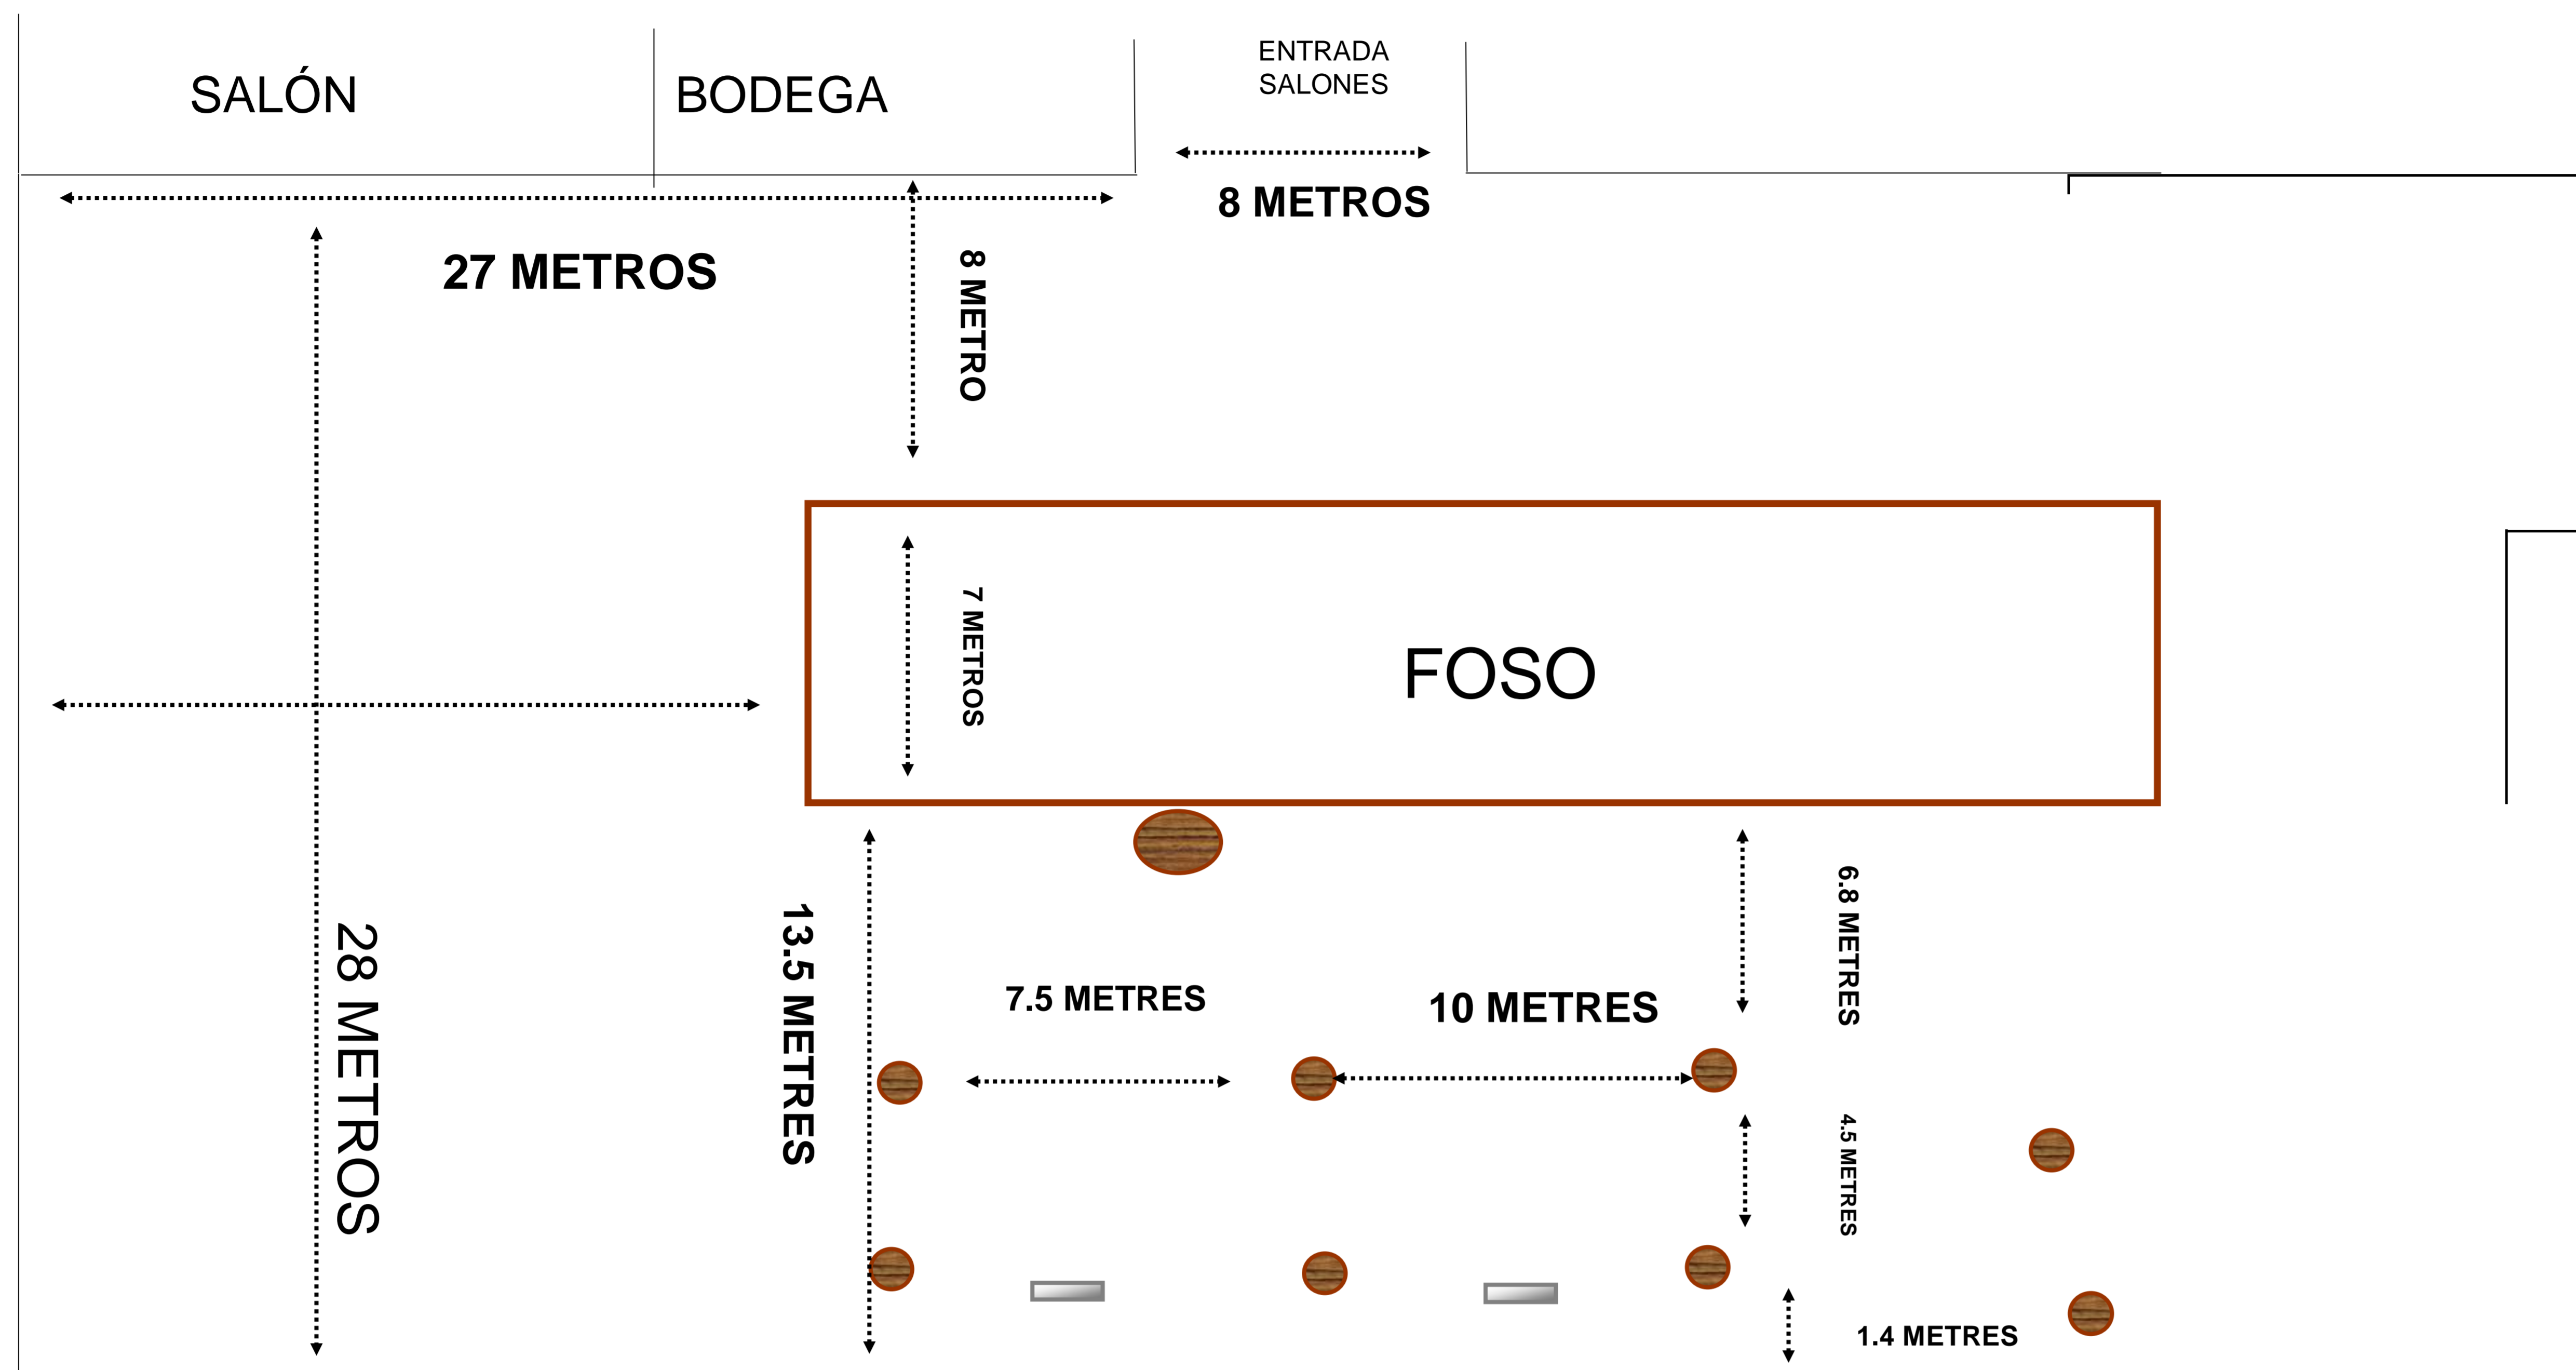 SALÓN
BODEGA
ENTRADA
SALONES
8 METROS
27 METROS
8 METRO
7 METROS
FOSO
28 METROS
13.5 METRES
7.5 METRES
10 METRES
6.8 METRES
4.5 METRES
1.4 METRES